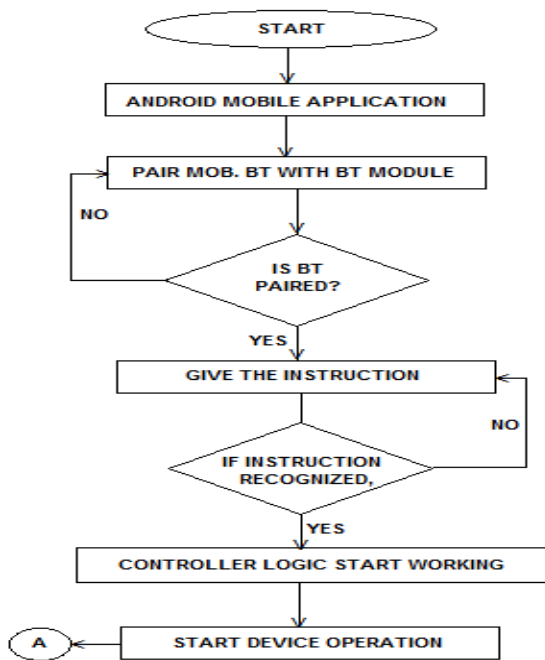 START
ANDROID MOBILE APPLICATION
PAIR MOB. BT WITH BT MODULE
NO
IS BT
PAIRED?
YES
GIVE THE INSTRUCTION
NO
IF INSTRUCTION
RECOGNIZED,
YES
CONTROLLER LOGIC START WORKING
A
START DEVICE OPERATION